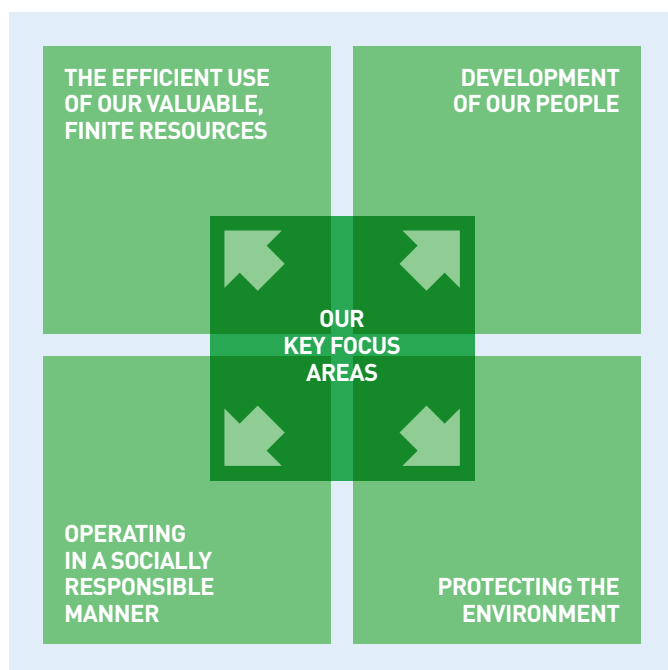 THE EFFICIENT USE
OF OUR VALUABLE,
FINITE RESOURCES
DEVELOPMENT
OF OUR PEOPLE
OUR
KEY FOCUS
AREAS
OPERATING
IN A SOCIALLY
RESPONSIBLE
MANNER
PROTECTING THE
ENVIRONMENT